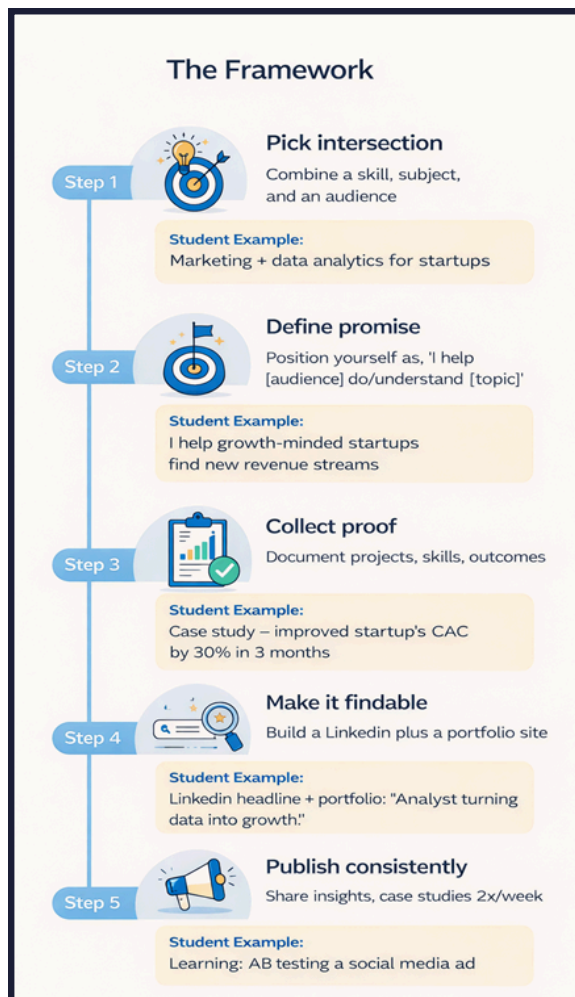 The Framework
Step 1
Pick intersection
Combine a skill, subject,
and an audience
Student Example:
Marketing + data analytics for startups
Step 2
Define promise
Position yourself as, 'I help
[audience] do/understand [topic]'
Student Example:
I help growth-minded startups
find new revenue streams
Step 3
Collect proof
Document projects, skills, outcomes
Student Example:
Case study – improved startup's CAC
by 30% in 3 months
Step 4
Make it findable
Build a Linkedin plus a portfolio site
Student Example:
Linkedin headline + portfolio: "Analyst turning
data into growth."
Step 5
Publish consistently
Share insights, case studies 2x/week
Student Example:
Learning: AB testing a social media ad